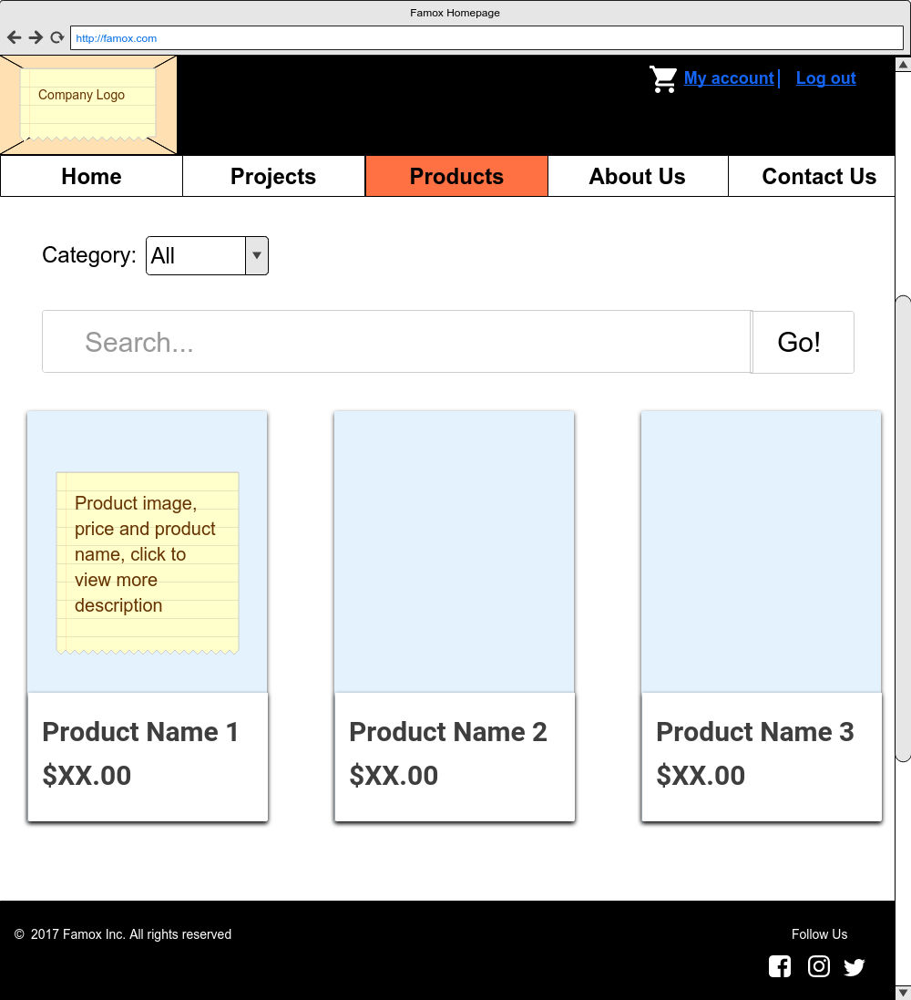 Famox Homepage
http://famox.com
Company Logo
My account
Log out
Home
Projects
Products
About Us
Contact Us
Category:
All
Search...
Go!
Product image,
price and product
name, click to
view more
description
Product Name 1
$XX.00
Product Name 2
$XX.00
Product Name 3
$XX.00
© 2017 Famox Inc. All rights reserved
Follow Us